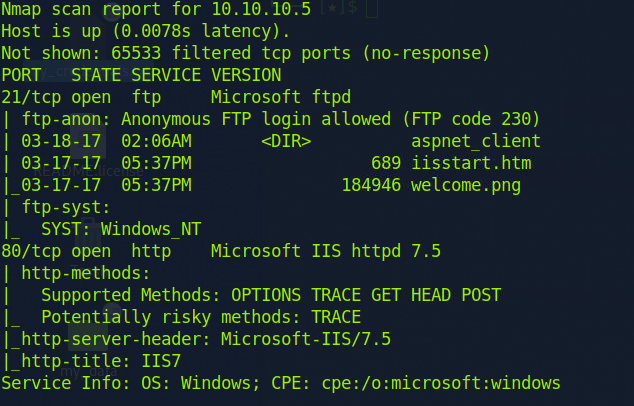 Nmap scan report for 10.10.10.5
Host is up (0.0078s latency).
Not shown: 65533 filtered tcp ports (no-response)
PORT   STATE SERVICE VERSION
21/tcp open  ftp     Microsoft ftpd
| ftp-anon: Anonymous FTP login allowed (FTP code 230)
| 03-18-17  02:06AM       <DIR>          aspnet_client
| 03-17-17  05:37PM                  689 iisstart.htm
|_03-17-17  05:37PM               184946 welcome.png
| ftp-syst:
|_  SYST: Windows_NT
80/tcp open  http    Microsoft IIS httpd 7.5
| http-methods:
|   Supported Methods: OPTIONS TRACE GET HEAD POST
|_  Potentially risky methods: TRACE
|_http-server-header: Microsoft-IIS/7.5
|_http-title: IIS7
Service Info: OS: Windows; CPE: cpe:/o:microsoft:windows